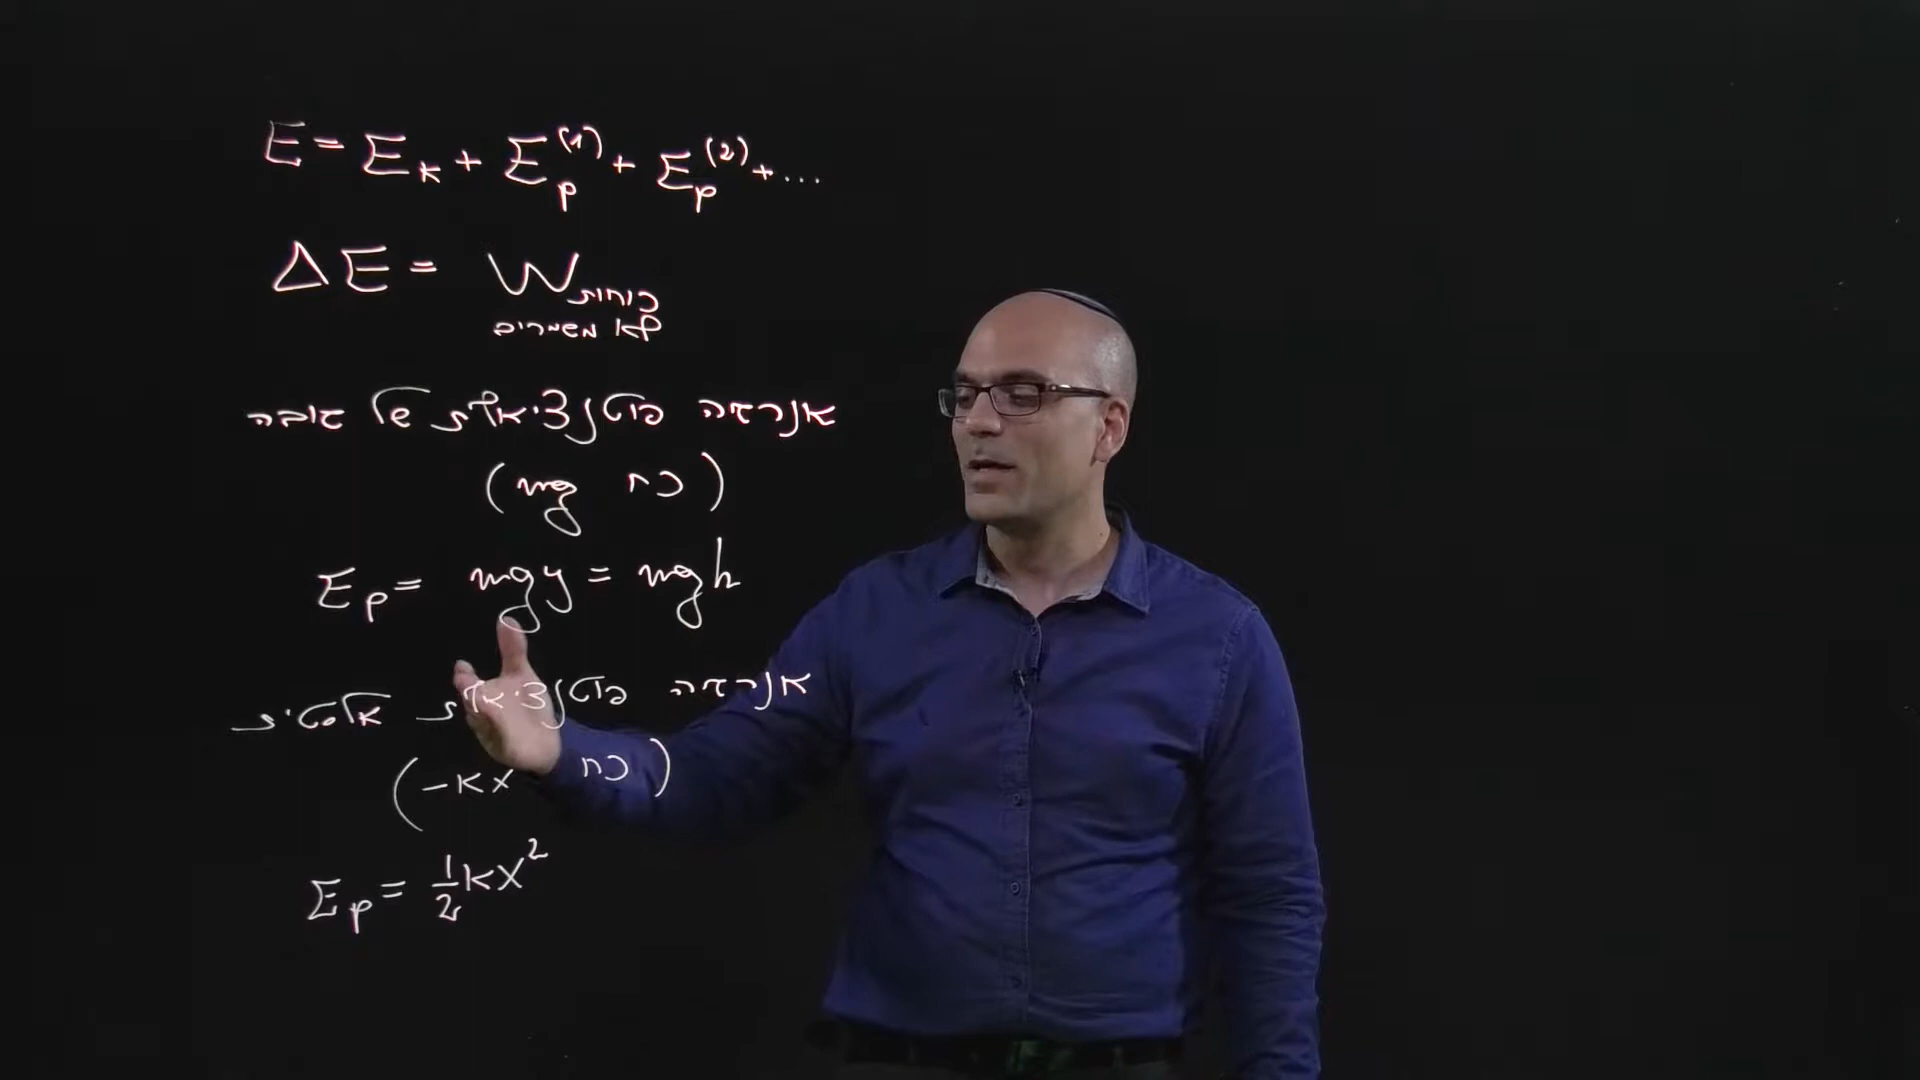 E = E_k + E_p^(1) + E_p^(2) + ...
ΔE = W כוחות
לא משמרים
אנרגיה פוטנציאלית של גובה
(כח mg)
E_p = mgy = mgh
אנרגיה פוטנציאלית אלסטית
(כח -kx)
E_p = ½kx²